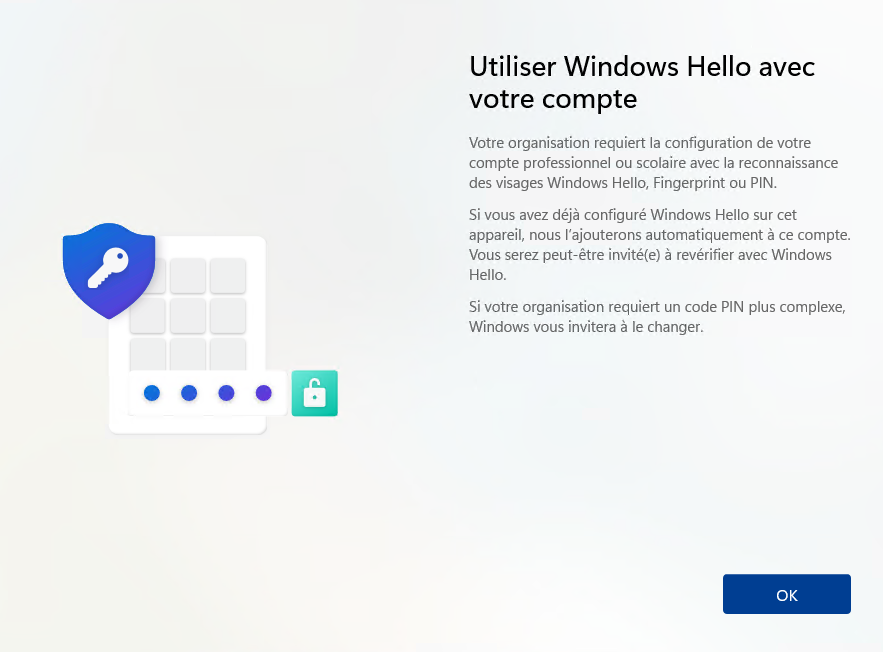 Utiliser Windows Hello avec
votre compte
Votre organisation requiert la configuration de votre
compte professionnel ou scolaire avec la reconnaissance
des visages Windows Hello, Fingerprint ou PIN.
Si vous avez déjà configuré Windows Hello sur cet
appareil, nous l’ajouterons automatiquement à ce compte.
Vous serez peut-être invité(e) à revérifier avec Windows
Hello.
Si votre organisation requiert un code PIN plus complexe,
Windows vous invitera à le changer.
OK